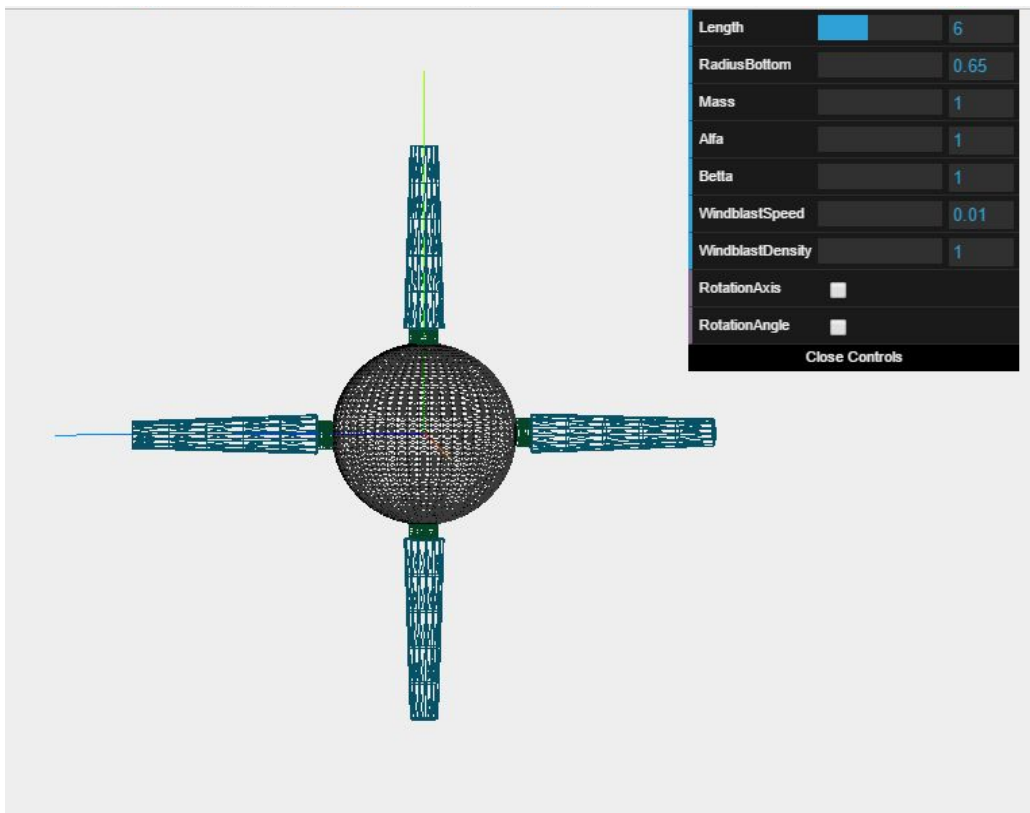 Length 6
RadiusBottom 0.65
Mass 1
Alfa 1
Betta 1
WindblastSpeed 0.01
WindblastDensity 1
RotationAxis
RotationAngle
Close Controls